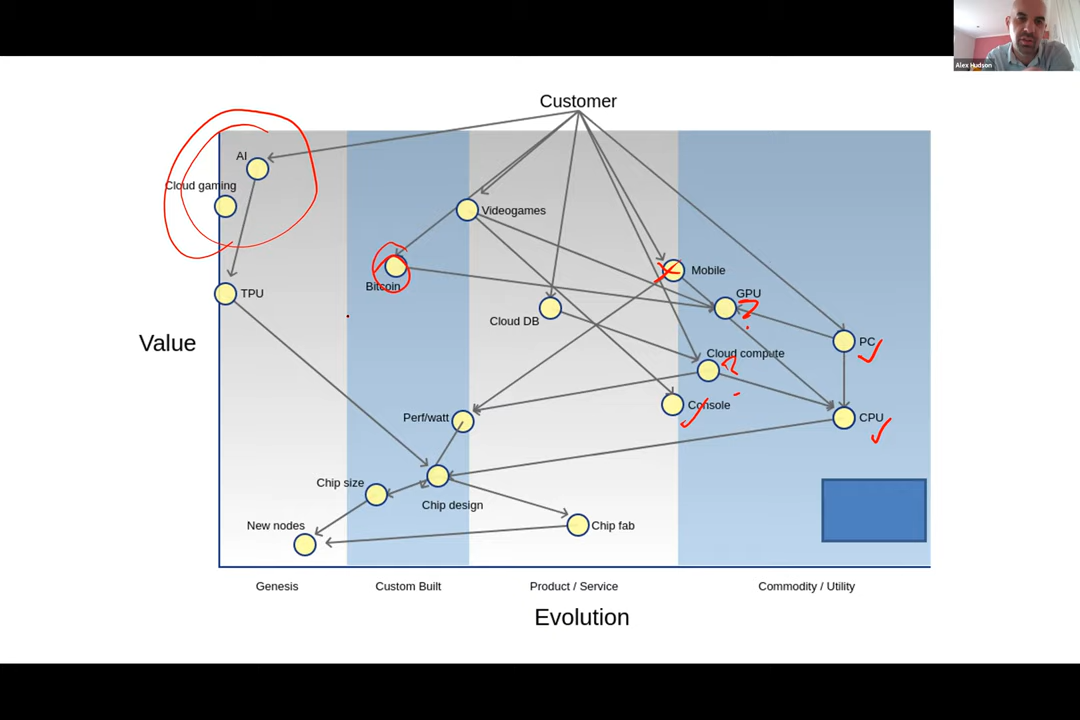 Alex Hudson
Customer
AI
Cloud gaming
Videogames
Bitcoin
Mobile
TPU
GPU
Cloud DB
PC
Value
Cloud compute
Console
Perf/watt
CPU
Chip size
Chip design
New nodes
Chip fab
Genesis
Custom Built
Product / Service
Commodity / Utility
Evolution